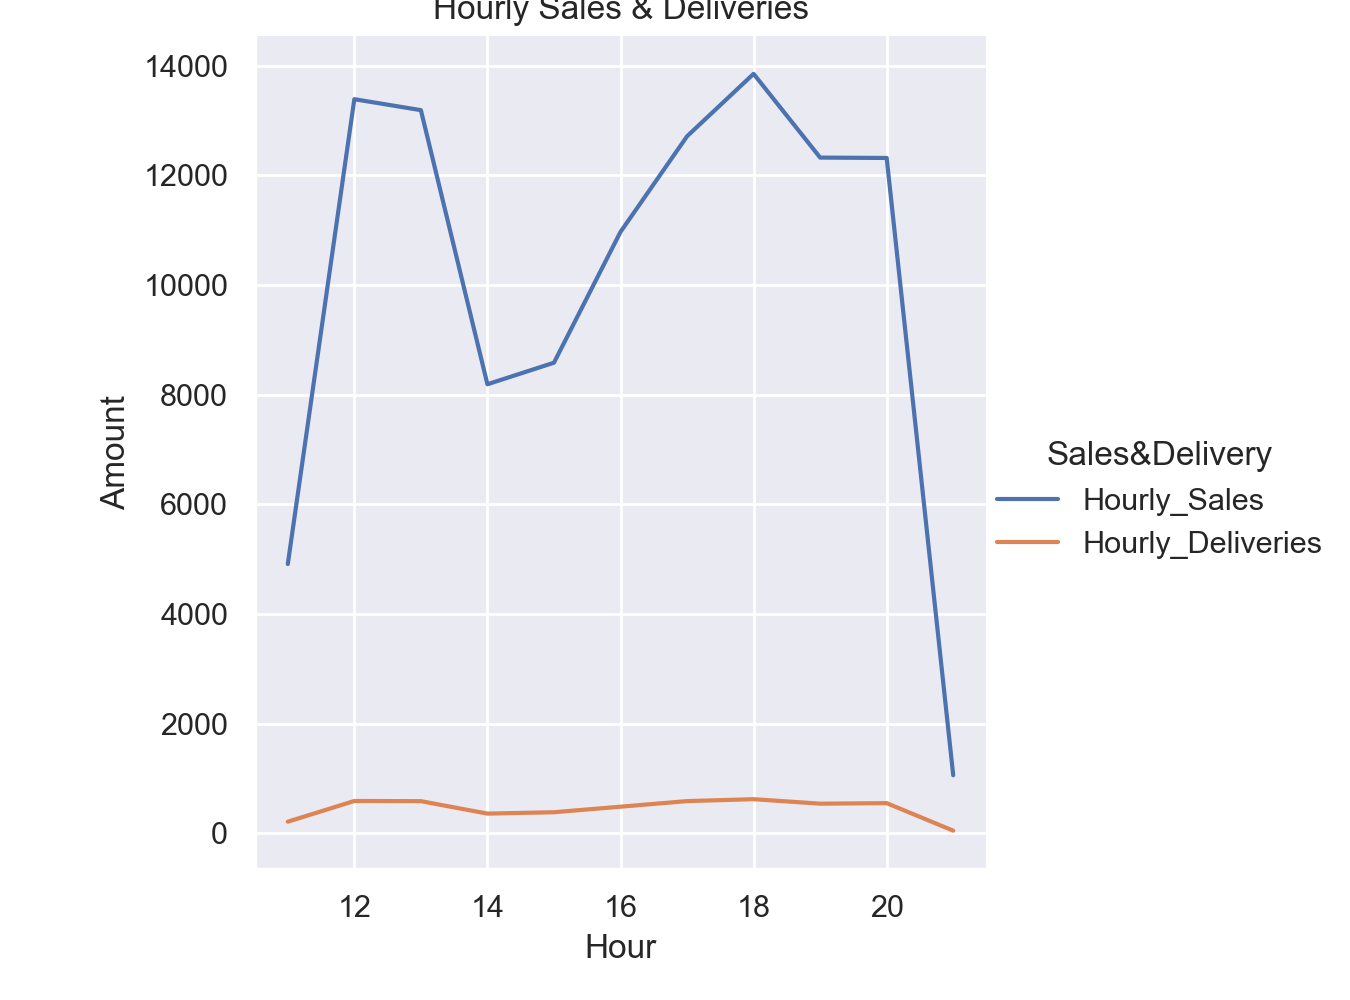 Hourly Sales & Deliveries
14000
12000
10000
8000
6000
4000
2000
0
Amount
12 14 16 18 20
Hour
Sales&Delivery
Hourly_Sales
Hourly_Deliveries